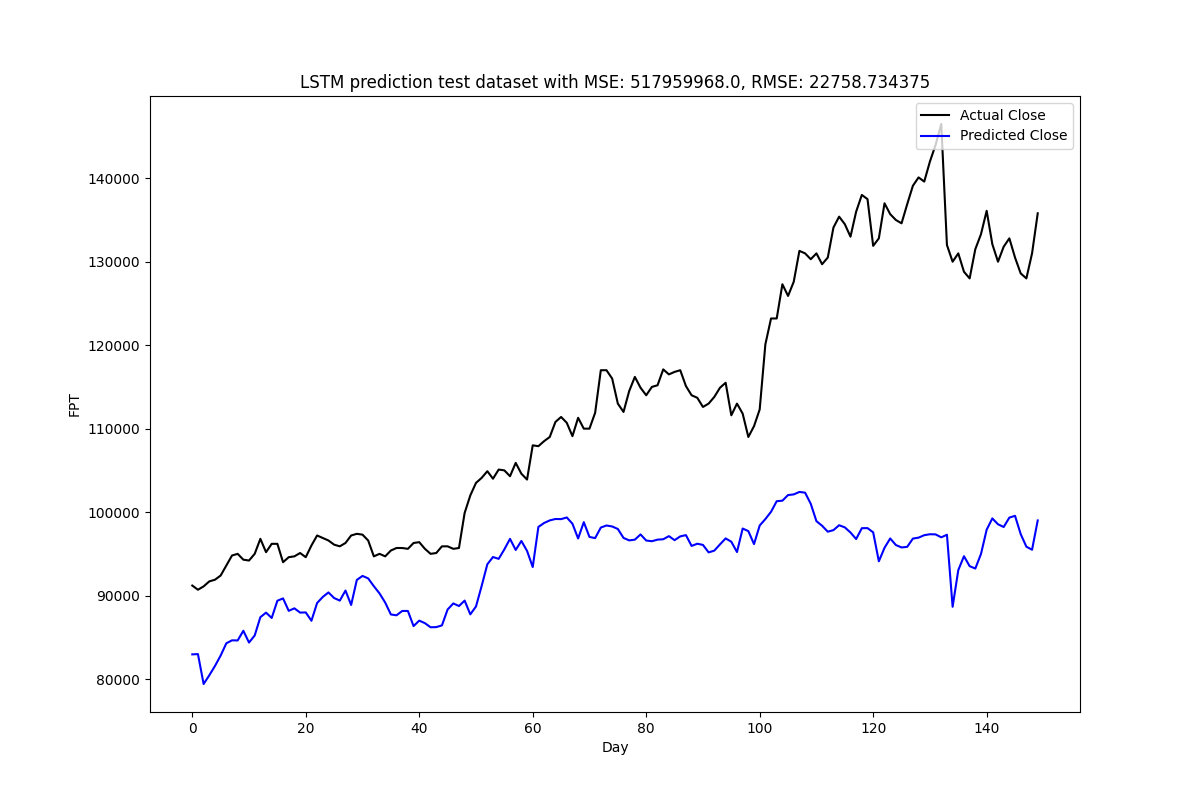 LSTM prediction test dataset with MSE: 517959968.0, RMSE: 22758.734375
Actual Close
Predicted Close
140000
130000
120000
110000
100000
90000
80000
FPT
0 20 40 60 80 100 120 140
Day